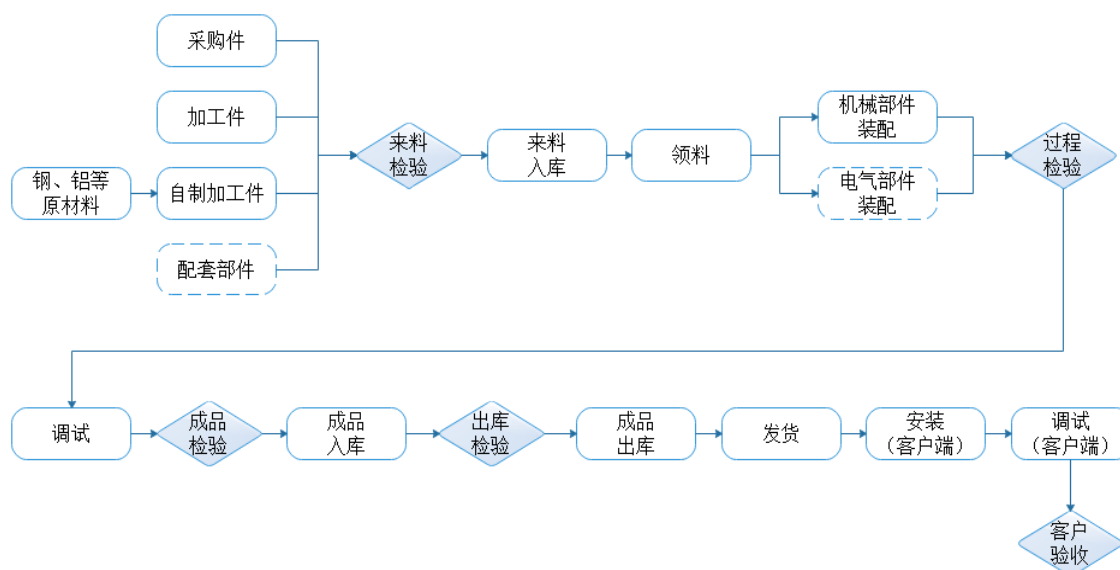 采购件
加工件
钢、铝等
原材料
自制加工件
配套部件
来料
检验
来料
入库
领料
机械部件
装配
电气部件
装配
过程
检验
调试
成品
检验
成品
入库
出库
检验
成品
出库
发货
安装
（客户端）
调试
（客户端）
客户
验收